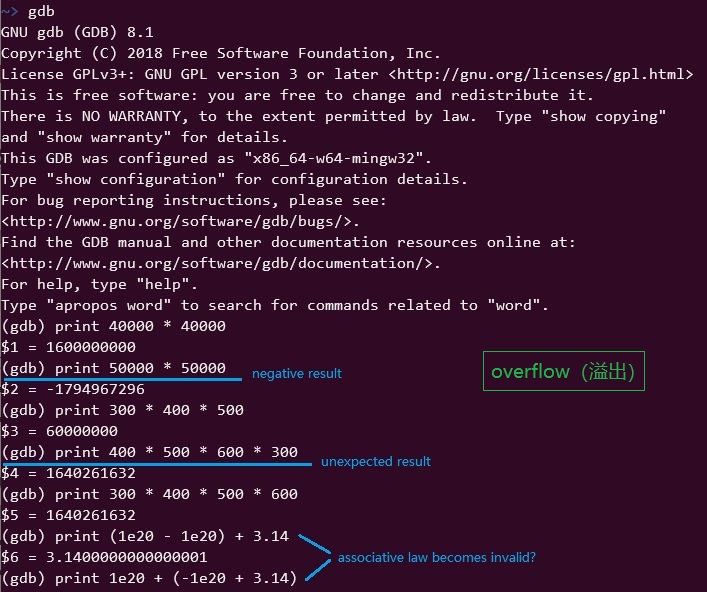 ~> gdb
GNU gdb (GDB) 8.1
Copyright (C) 2018 Free Software Foundation, Inc.
License GPLv3+: GNU GPL version 3 or later <http://gnu.org/licenses/gpl.html>
This is free software: you are free to change and redistribute it.
There is NO WARRANTY, to the extent permitted by law.  Type "show copying"
and "show warranty" for details.
This GDB was configured as "x86_64-w64-mingw32".
Type "show configuration" for configuration details.
For bug reporting instructions, please see:
<http://www.gnu.org/software/gdb/bugs/>.
Find the GDB manual and other documentation resources online at:
<http://www.gnu.org/software/gdb/documentation/>.
For help, type "help".
Type "apropos word" to search for commands related to "word".
(gdb) print 40000 * 40000
$1 = 1600000000
(gdb) print 50000 * 50000
negative result
overflow（溢出）
$2 = -1794967296
(gdb) print 300 * 400 * 500
$3 = 60000000
(gdb) print 400 * 500 * 600 * 300
unexpected result
$4 = 1640261632
(gdb) print 300 * 400 * 500 * 600
$5 = 1640261632
(gdb) print (1e20 - 1e20) + 3.14
$6 = 3.1400000000000001
associative law becomes invalid?
(gdb) print 1e20 + (-1e20 + 3.14)